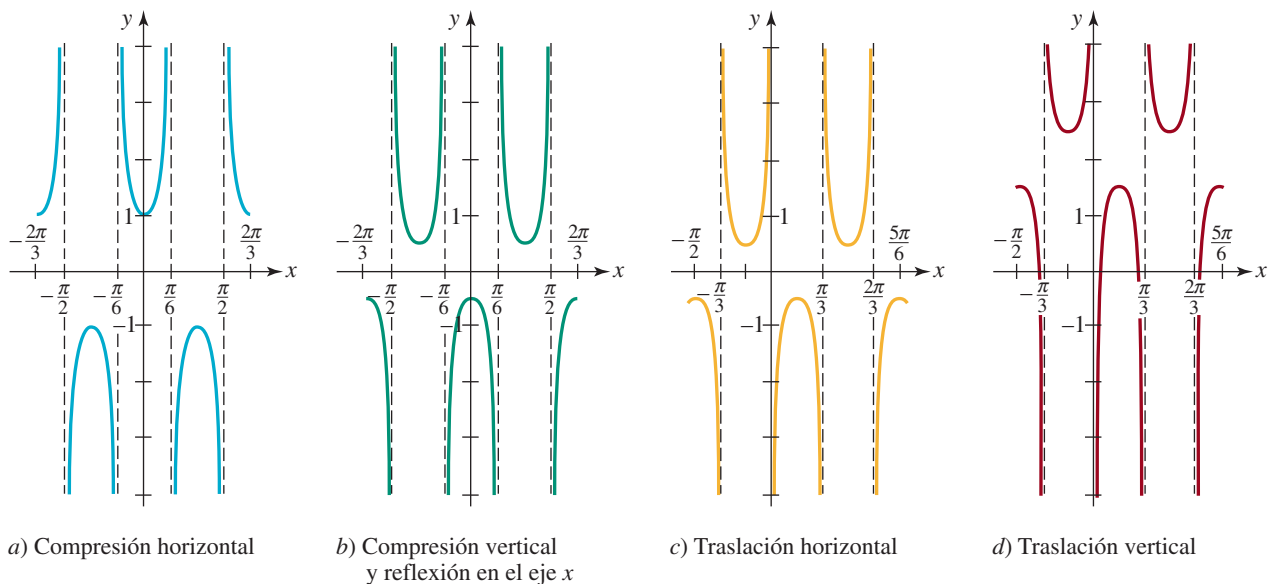 y
y
y
y
1
1
1
1
−2π/3
2π/3
−2π/3
2π/3
−π/2
5π/6
−π/2
5π/6
x
x
x
x
−π/2
−π/6
π/6
π/2
−π/2
−π/6
π/6
π/2
−π/3
π/3
2π/3
−π/3
π/3
2π/3
−1
−1
−1
−1
a) Compresión horizontal
b) Compresión vertical
y reflexión en el eje x
c) Traslación horizontal
d) Traslación vertical